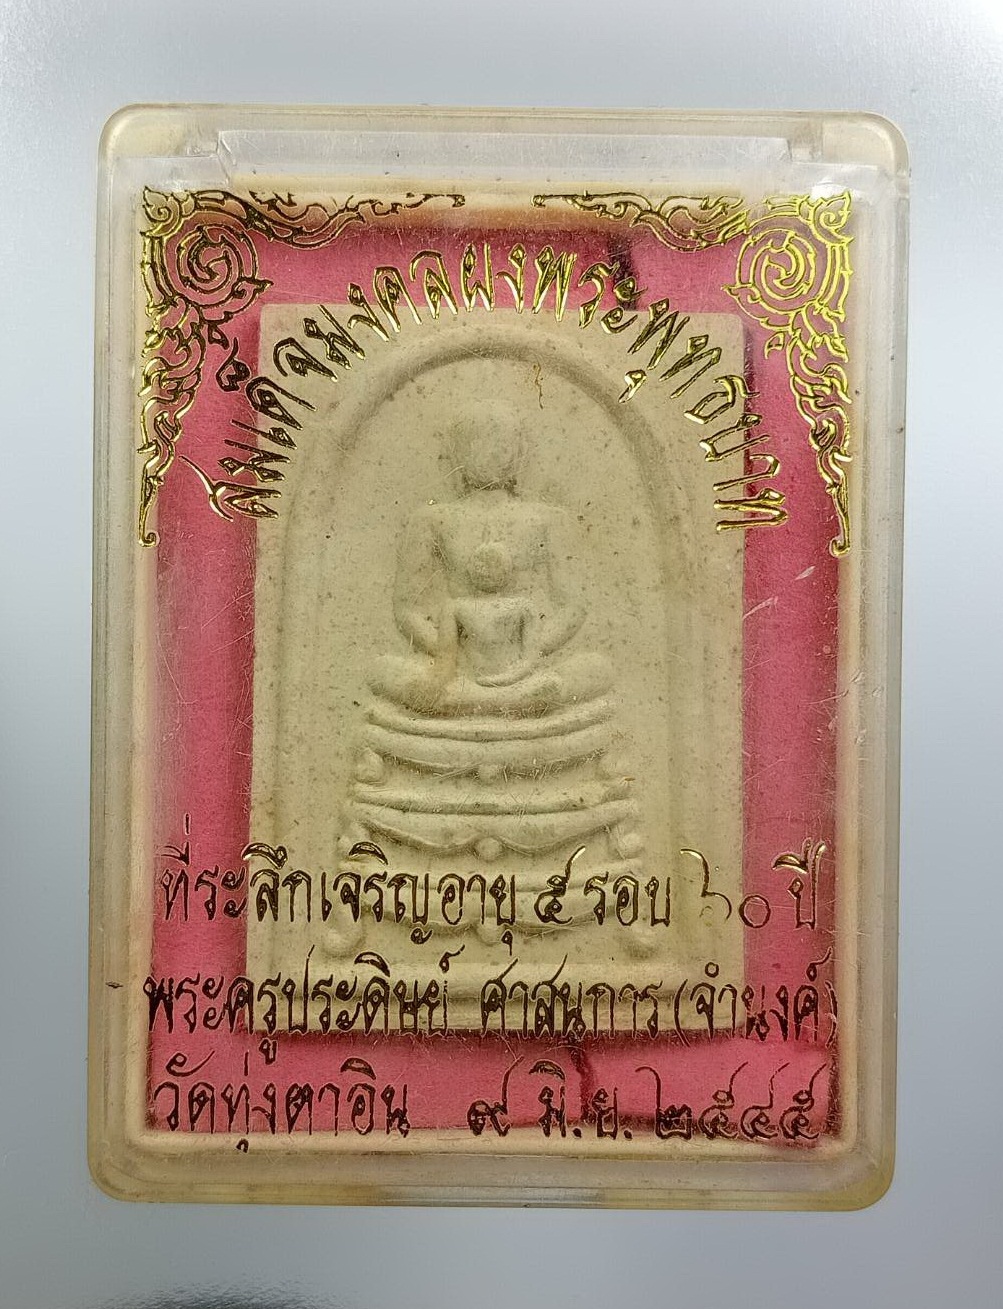 สมเด็จมงคลผงพระพุทธบาท
ที่ระลึกเจริญอายุ ๕ รอบ ๖๐ ปี
พระครูประดิษย์ ศาสนการ (จำนงค์)
วัดทุ่งตาอิน ๙ มิ.ย. ๒๕๔๕